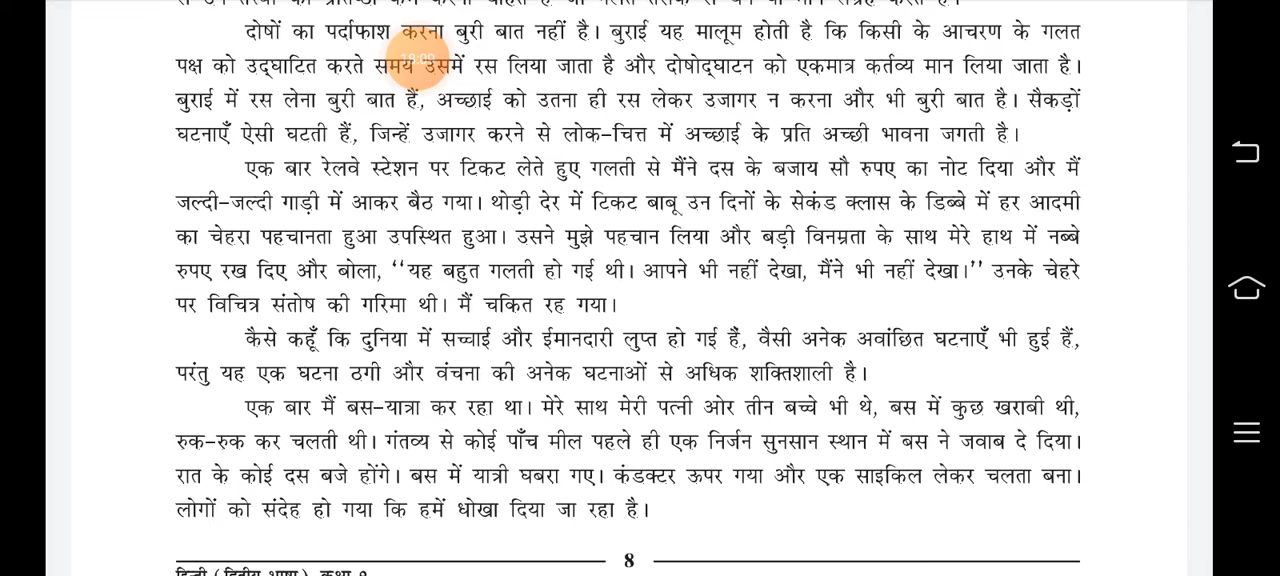 दोषों का पर्दाफाश करना बुरी बात नहीं है। बुराई यह मालूम होती है कि किसी के आचरण के गलत
पक्ष को उद्घाटित करते समय उसमें रस लिया जाता है और दोषोद्घाटन को एकमात्र कर्तव्य मान लिया जाता है।
बुराई में रस लेना बुरी बात हैं, अच्छाई को उतना ही रस लेकर उजागर न करना और भी बुरी बात है। सैकड़ों
घटनाएँ ऐसी घटती हैं, जिन्हें उजागर करने से लोक-चित्त में अच्छाई के प्रति अच्छी भावना जगती है।
एक बार रेलवे स्टेशन पर टिकट लेते हुए गलती से मैंने दस के बजाय सौ रुपए का नोट दिया और मैं
जल्दी-जल्दी गाड़ी में आकर बैठ गया। थोड़ी देर में टिकट बाबू उन दिनों के सेकंड क्लास के डिब्बे में हर आदमी
का चेहरा पहचानता हुआ उपस्थित हुआ। उसने मुझे पहचान लिया और बड़ी विनम्रता के साथ मेरे हाथ में नब्बे
रुपए रख दिए और बोला, ‘‘यह बहुत गलती हो गई थी। आपने भी नहीं देखा, मैंने भी नहीं देखा।’’ उनके चेहरे
पर विचित्र संतोष की गरिमा थी। मैं चकित रह गया।
कैसे कहूँ कि दुनिया में सच्चाई और ईमानदारी लुप्त हो गई हैं, वैसी अनेक अवांछित घटनाएँ भी हुई हैं,
परंतु यह एक घटना ठगी और वंचना की अनेक घटनाओं से अधिक शक्तिशाली है।
एक बार मैं बस-यात्रा कर रहा था। मेरे साथ मेरी पत्नी ओर तीन बच्चे भी थे, बस में कुछ खराबी थी,
रुक-रुक कर चलती थी। गंतव्य से कोई पाँच मील पहले ही एक निर्जन सुनसान स्थान में बस ने जवाब दे दिया।
रात के कोई दस बजे होंगे। बस में यात्री घबरा गए। कंडक्टर ऊपर गया और एक साइकिल लेकर चलता बना।
लोगों को संदेह हो गया कि हमें धोखा दिया जा रहा है।
8